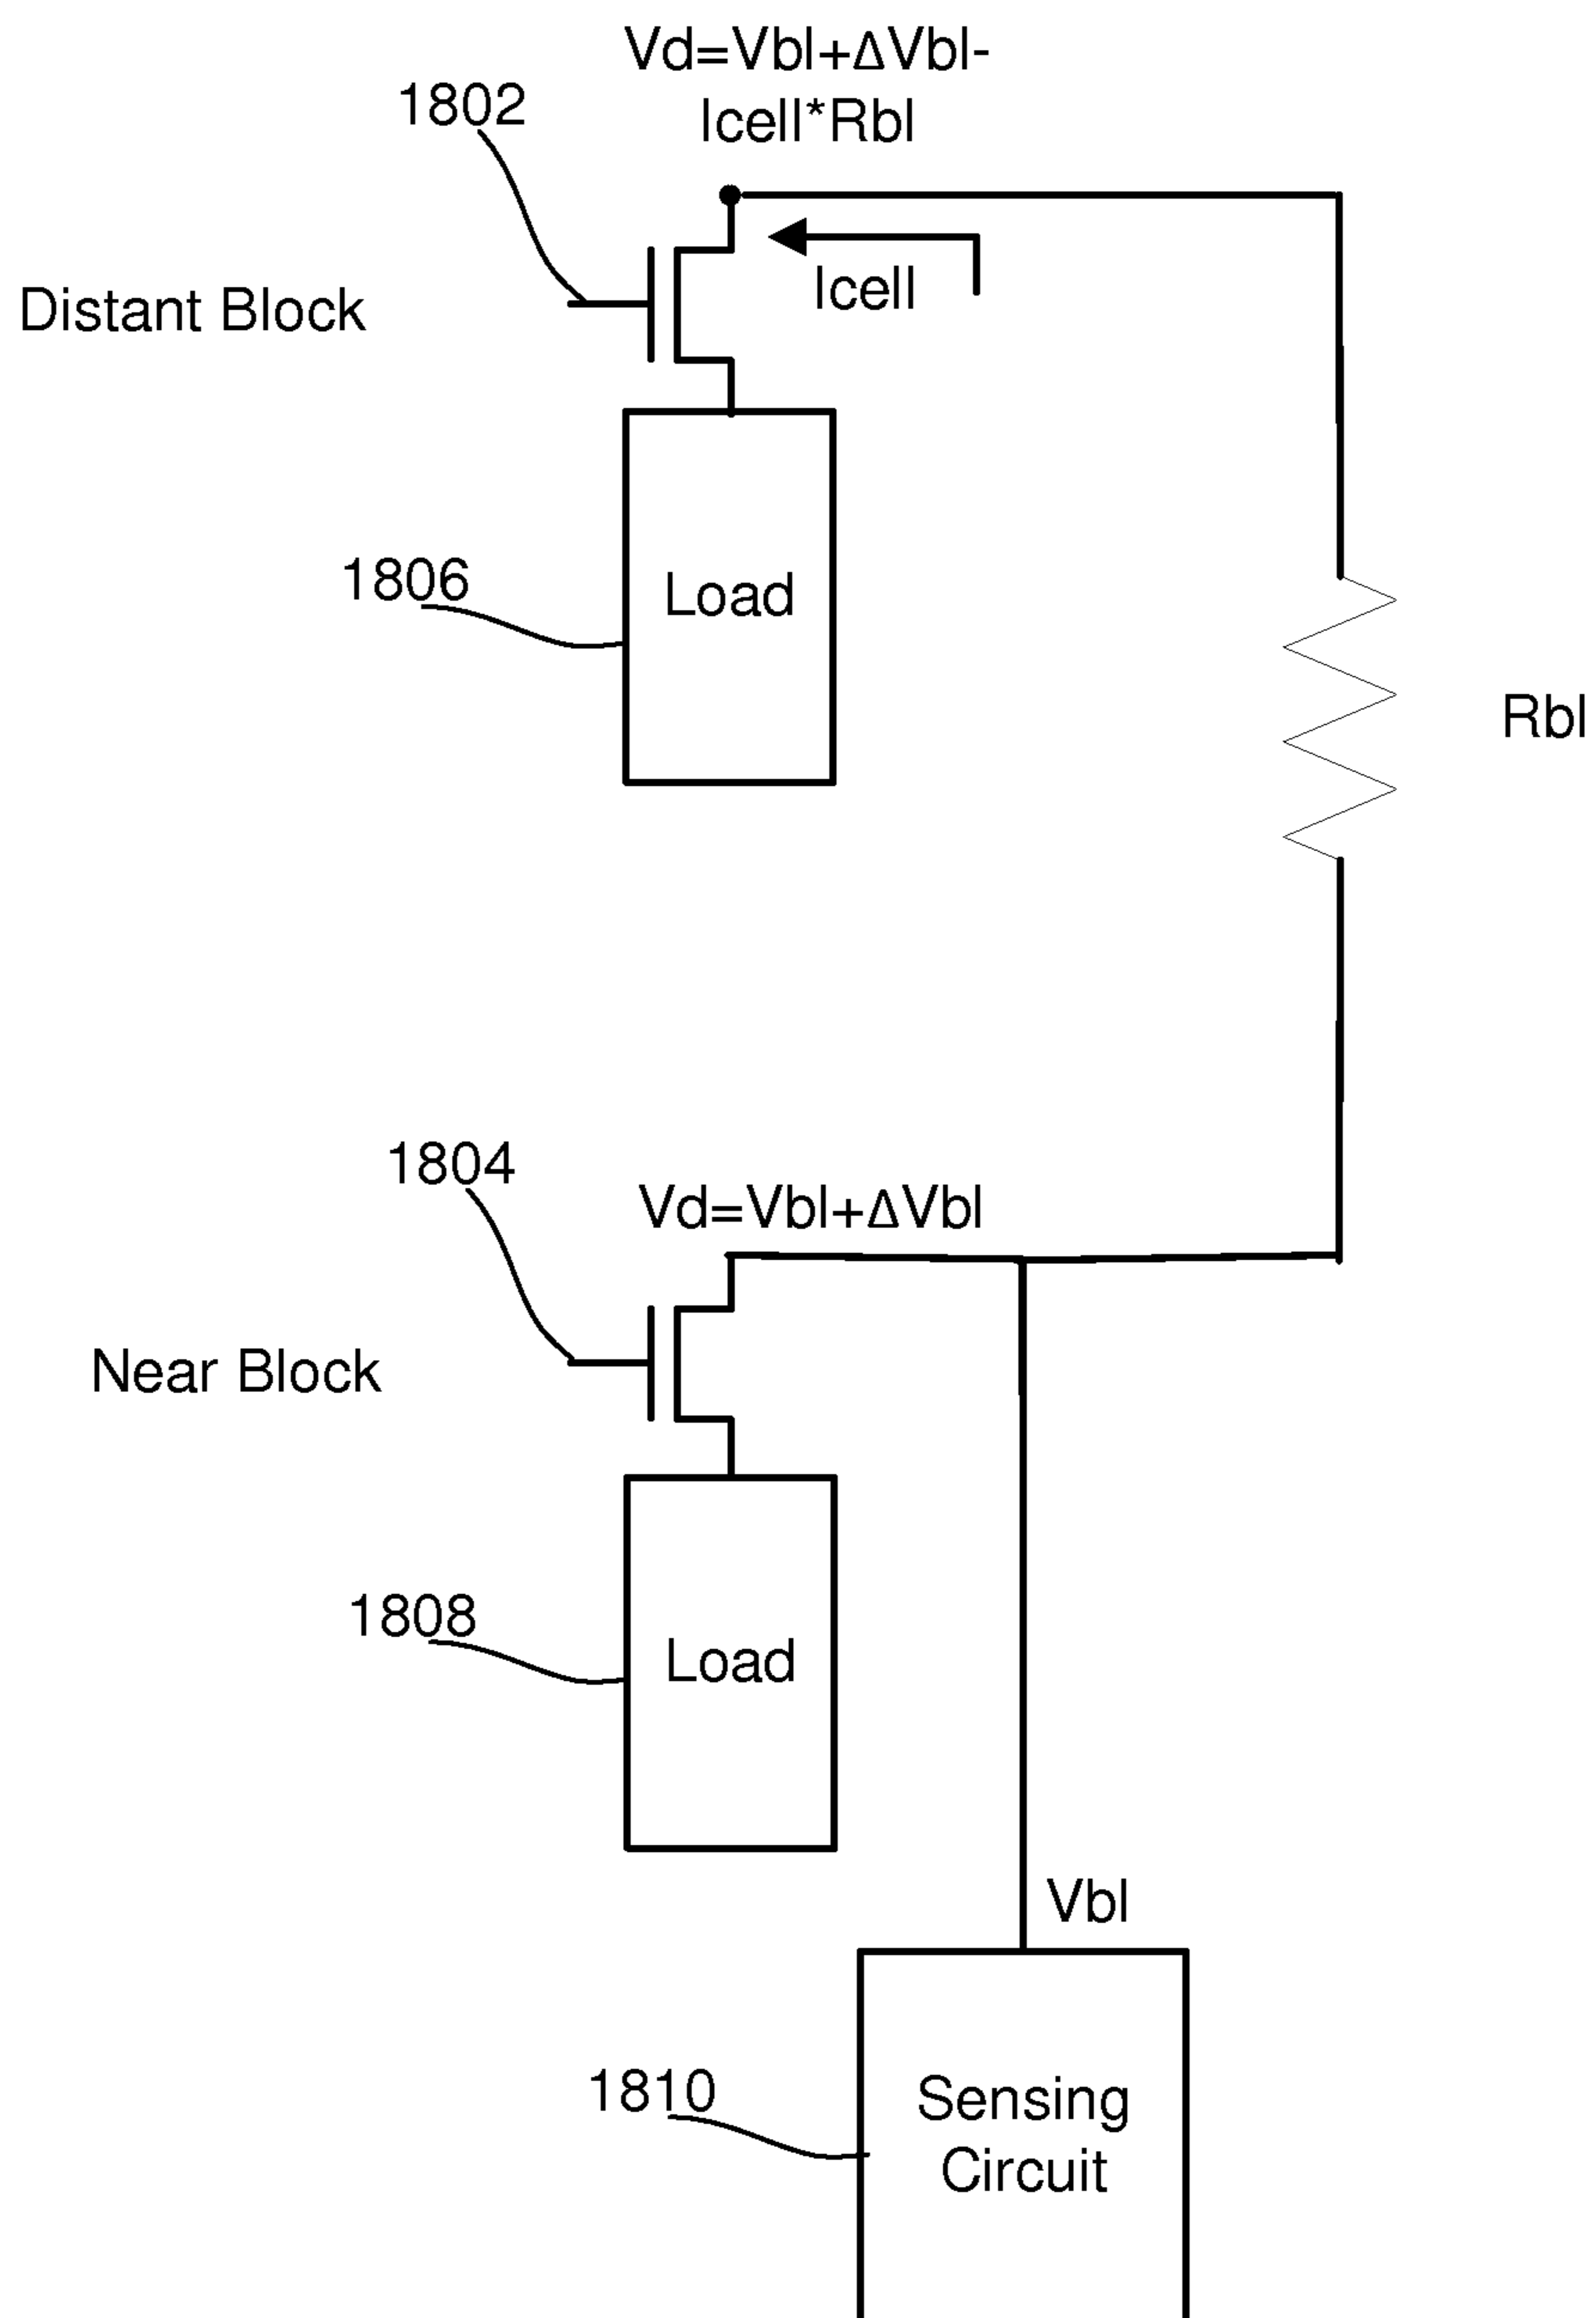 Vd=Vbl+ΔVbl-
Icell*Rbl
1802
Icell
Distant Block
1806
Load
Rbl
1804
Vd=Vbl+ΔVbl
Near Block
1808
Load
Vbl
1810
Sensing
Circuit